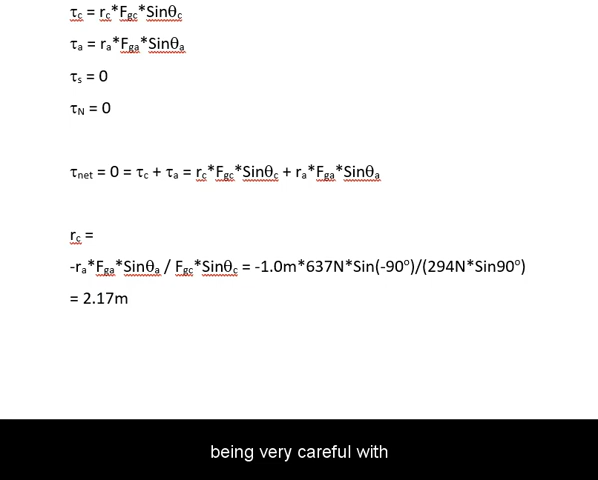 τc = rc*Fgc*Sinθc
τa = ra*Fga*Sinθa
τs = 0
τN = 0
τnet = 0 = τc + τa = rc*Fgc*Sinθc + ra*Fga*Sinθa
rc =
-ra*Fga*Sinθa / Fgc*Sinθc = -1.0m*637N*Sin(-90°)/(294N*Sin90°)
= 2.17m
being very careful with